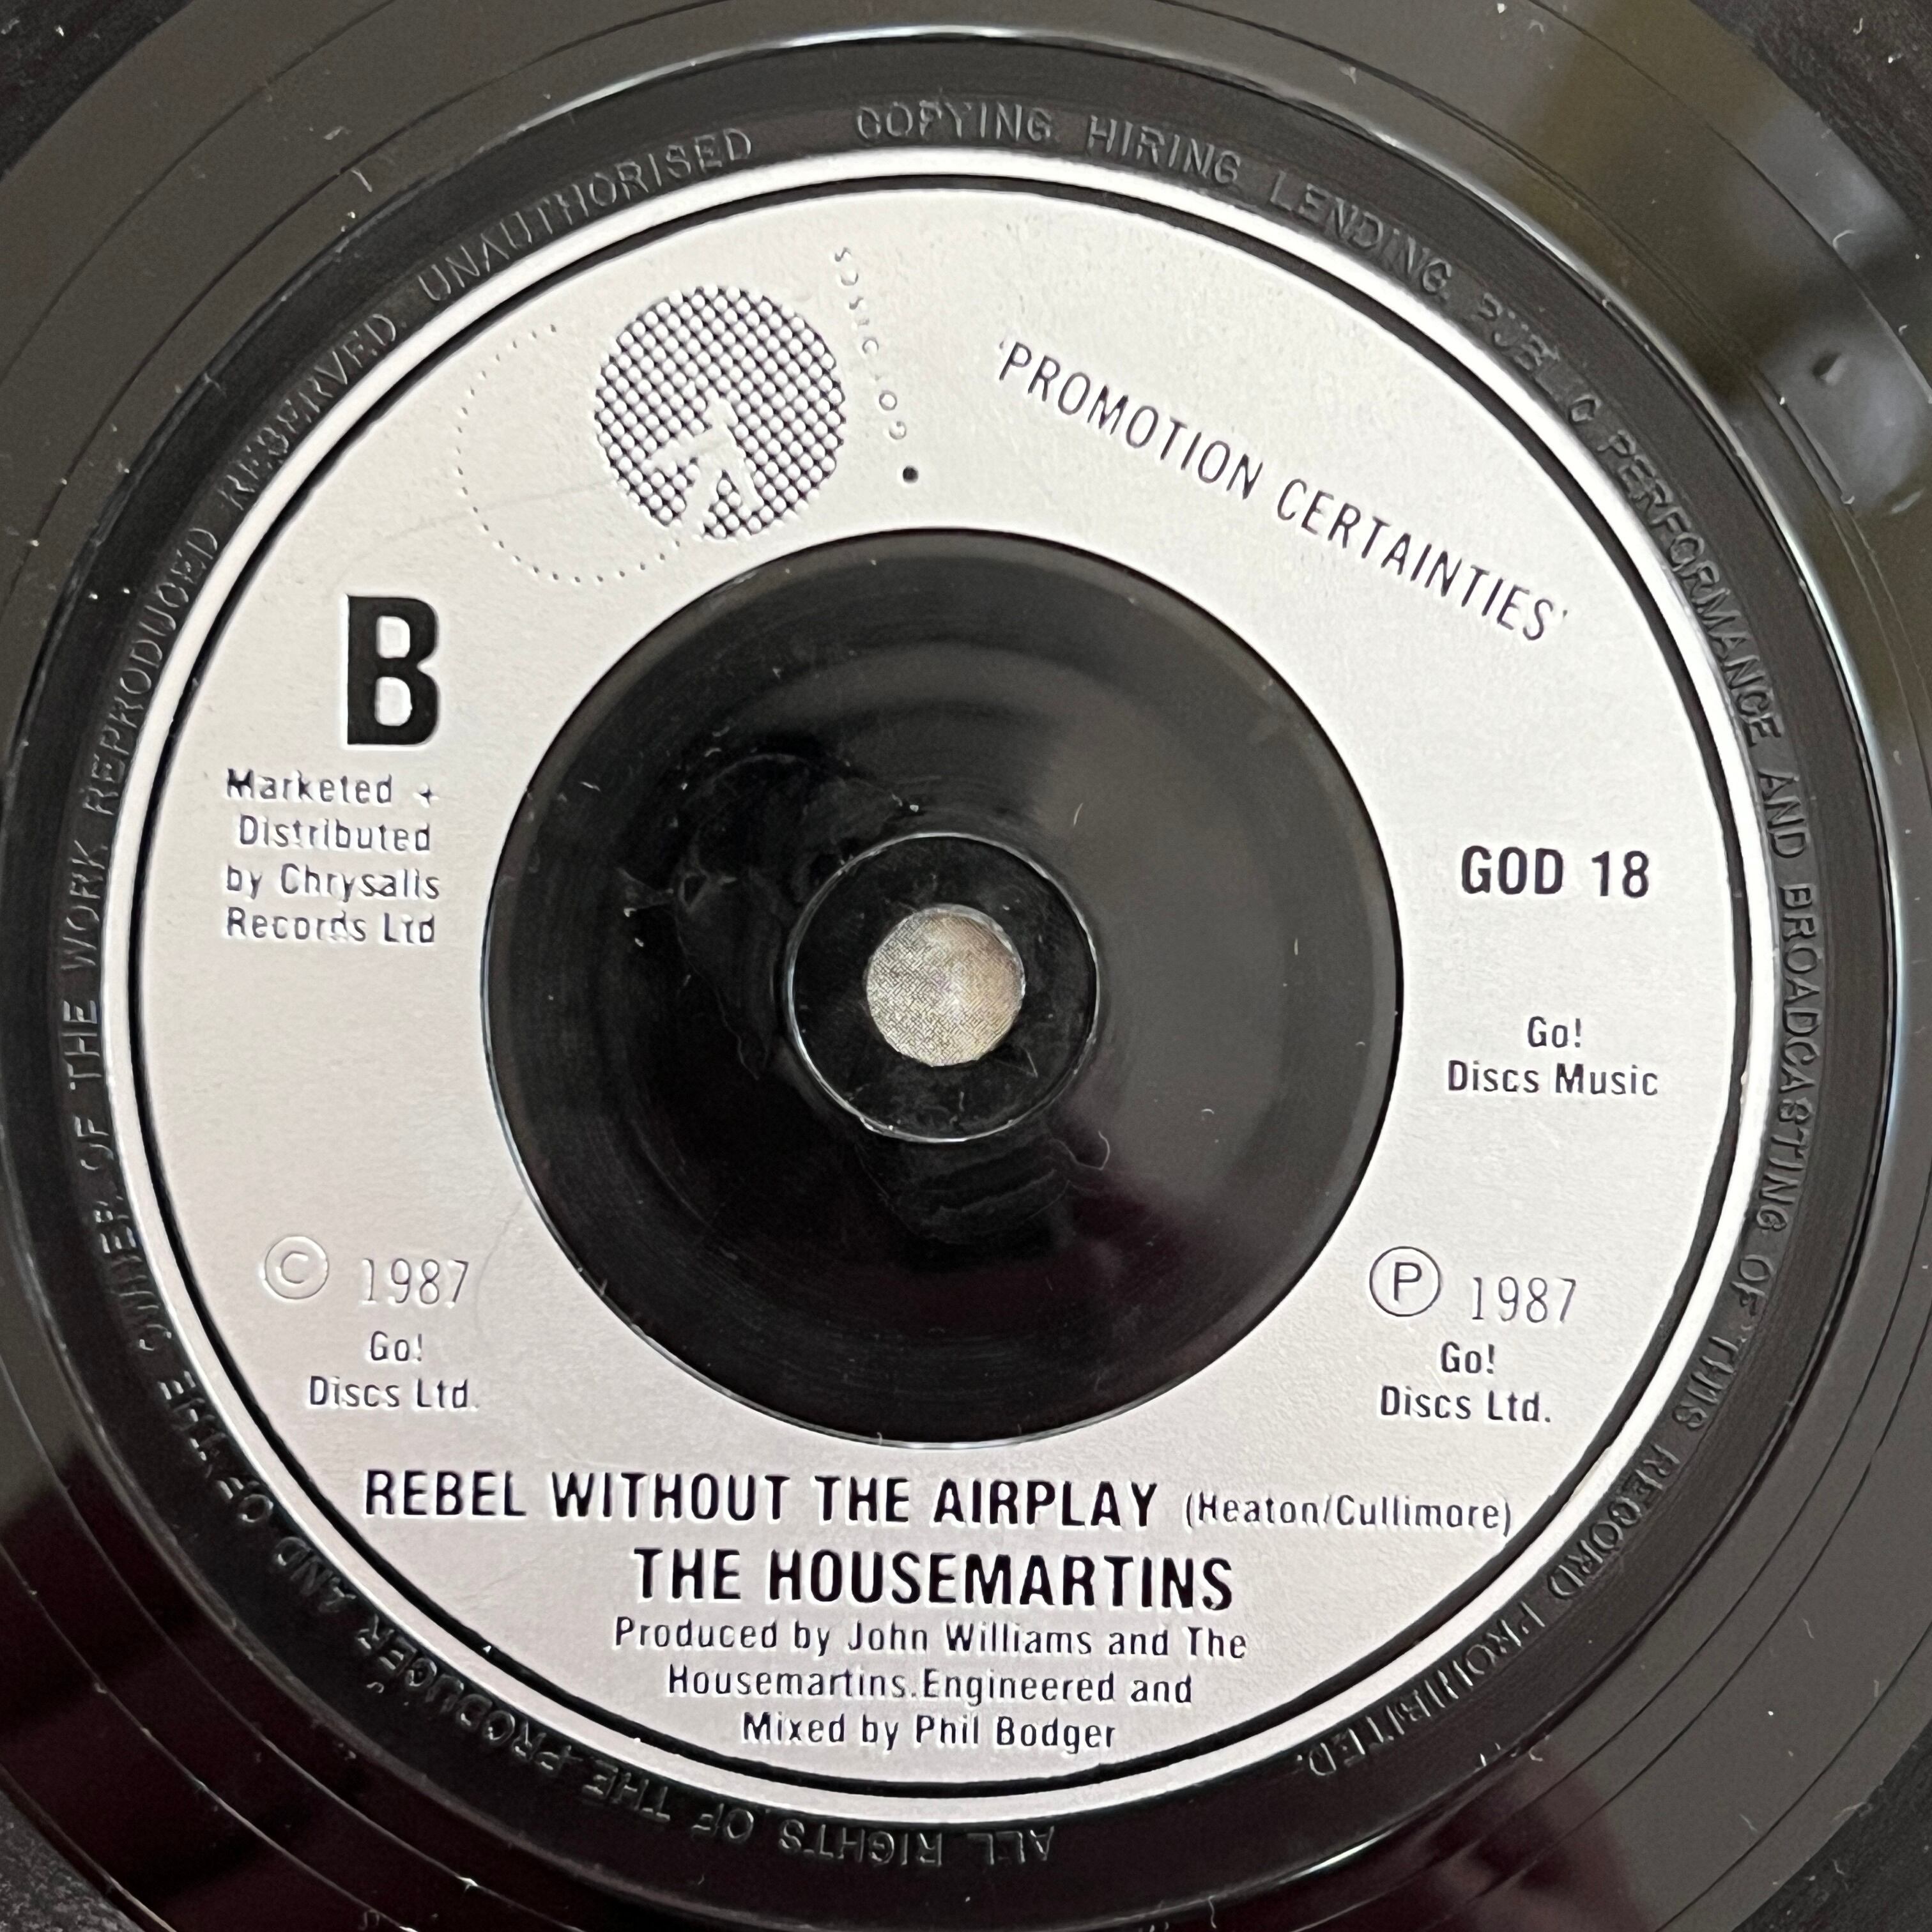 ALL RIGHTS OF THE PRODUCER AND OF THE OWNER OF THE WORK REPRODUCED RESERVED UNAUTHORISED COPYING HIRING LENDING PUBLIC PERFORMANCE AND BROADCASTING OF THIS RECORD PROHIBITED.
GO! DISCS
'PROMOTION CERTAINTIES'
B
Marketed +
Distributed
by Chrysalis
Records Ltd
GOD 18
Go!
Discs Music
© 1987
Go!
Discs Ltd.
Ⓟ 1987
Go!
Discs Ltd.
REBEL WITHOUT THE AIRPLAY (Heaton/Cullimore)
THE HOUSEMARTINS
Produced by John Williams and The
Housemartins.Engineered and
Mixed by Phil Bodger